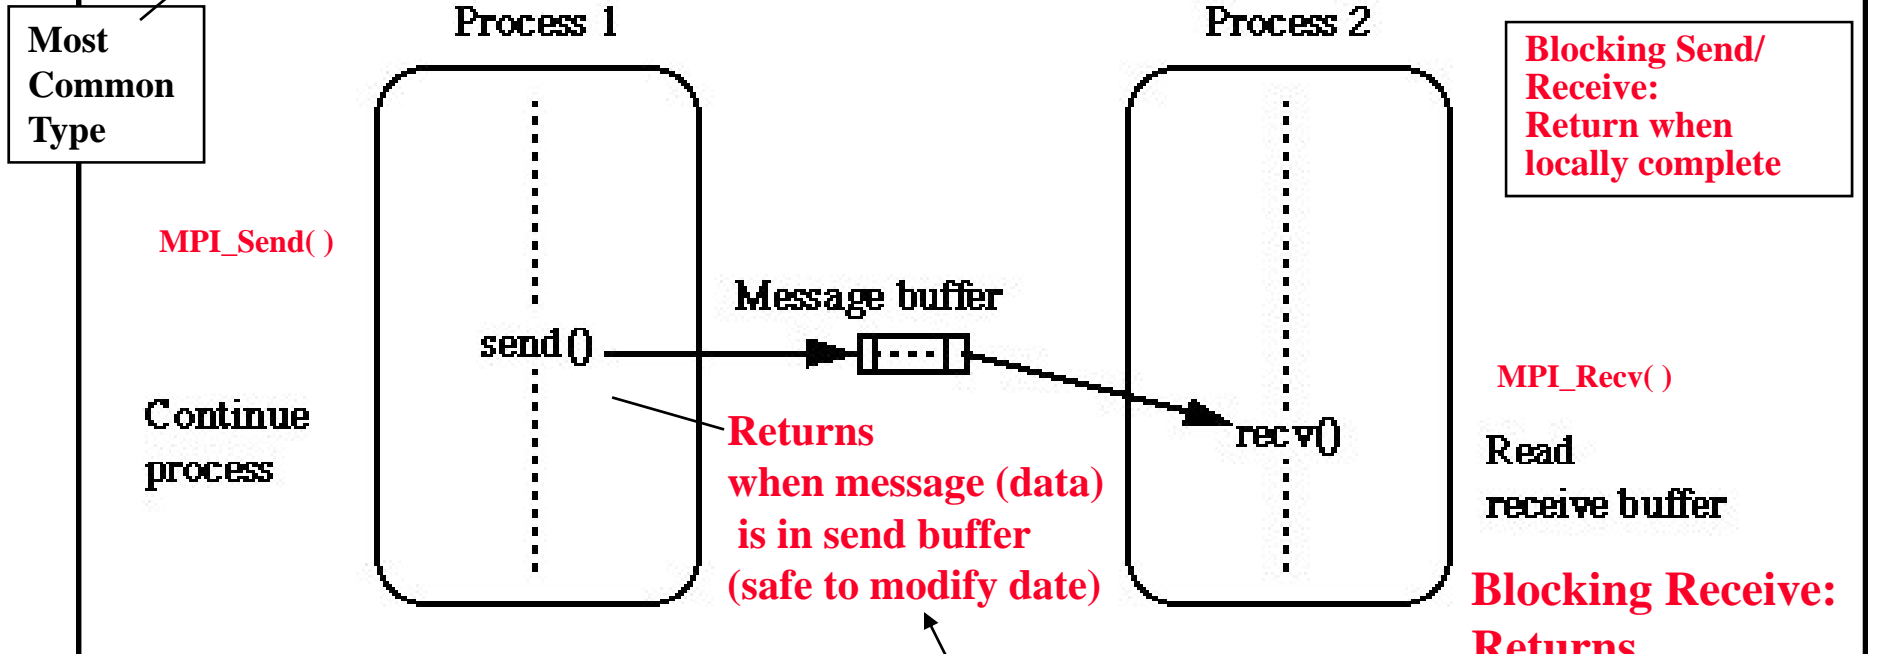 Process 1
Process 2
Most
Common
Type
Blocking Send/
Receive:
Return when
locally complete
MPI_Send( )
Message buffer
send()
MPI_Recv( )
Continue
process
Returns
when message (data)
is in send buffer
(safe to modify date)
recv()
Read
receive buffer
Blocking Receive:
Returns